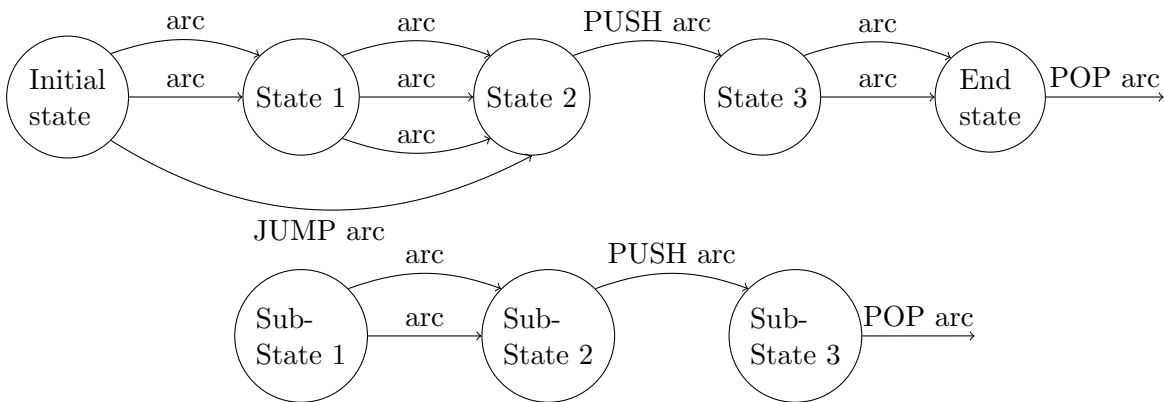 arc
arc
PUSH arc
arc
Initial
state
arc
State 1
arc
State 2
State 3
arc
End
state
POP arc
arc
JUMP arc
arc
PUSH arc
Sub-
State 1
arc
Sub-
State 2
Sub-
State 3
POP arc